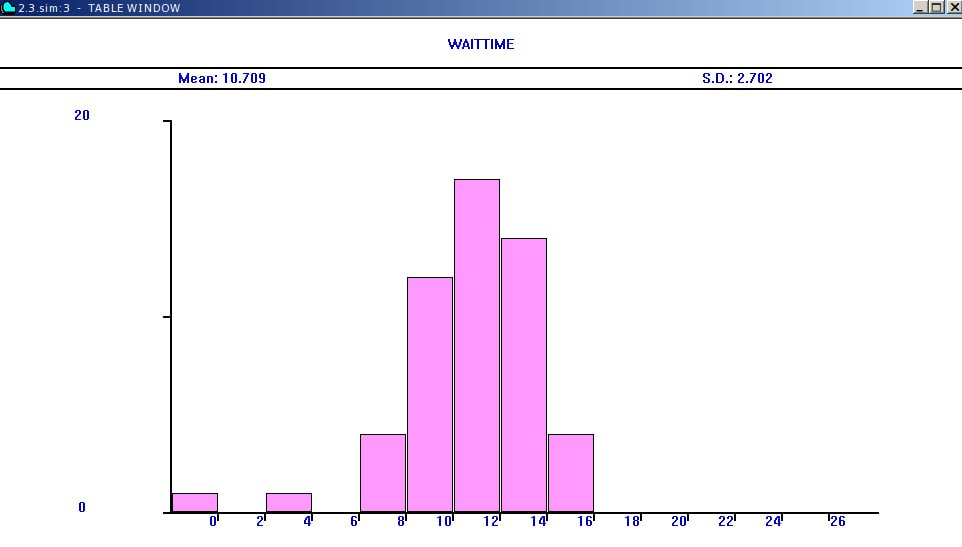 2.3.sim:3 - TABLE WINDOW
WAITTIME
Mean: 10.709 S.D.: 2.702
20
0
0 2 4 6 8 10 12 14 16 18 20 22 24 26